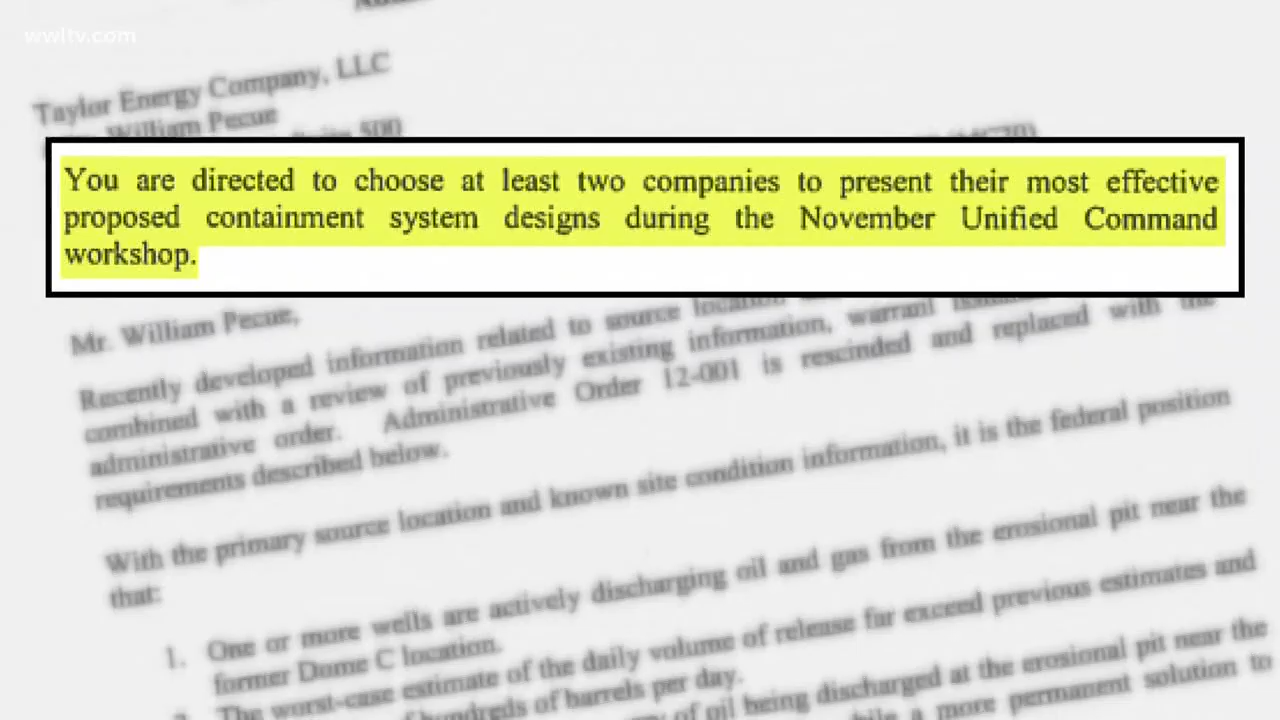 wwltv.com
Taylor Energy Company, LLC
William Pecue
500
You are directed to choose at least two companies to present their most effective
proposed containment system designs during the November Unified Command
workshop.
Mr. William Pecue,
Recently developed information related to source location
combined with a review of previously existing information, warrant
administrative order. Administrative Order 12-001 is rescinded and replaced with the
requirements described below.
With the primary source location and known site condition information, it is the federal position
that:
1. One or more wells are actively discharging oil and gas from the erosional pit near the
former Dome C location.
The worst-case estimate of the daily volume of release far exceed previous estimates and
hundreds of barrels per day.
of oil being discharged at the erosional pit near the
a more permanent solution to